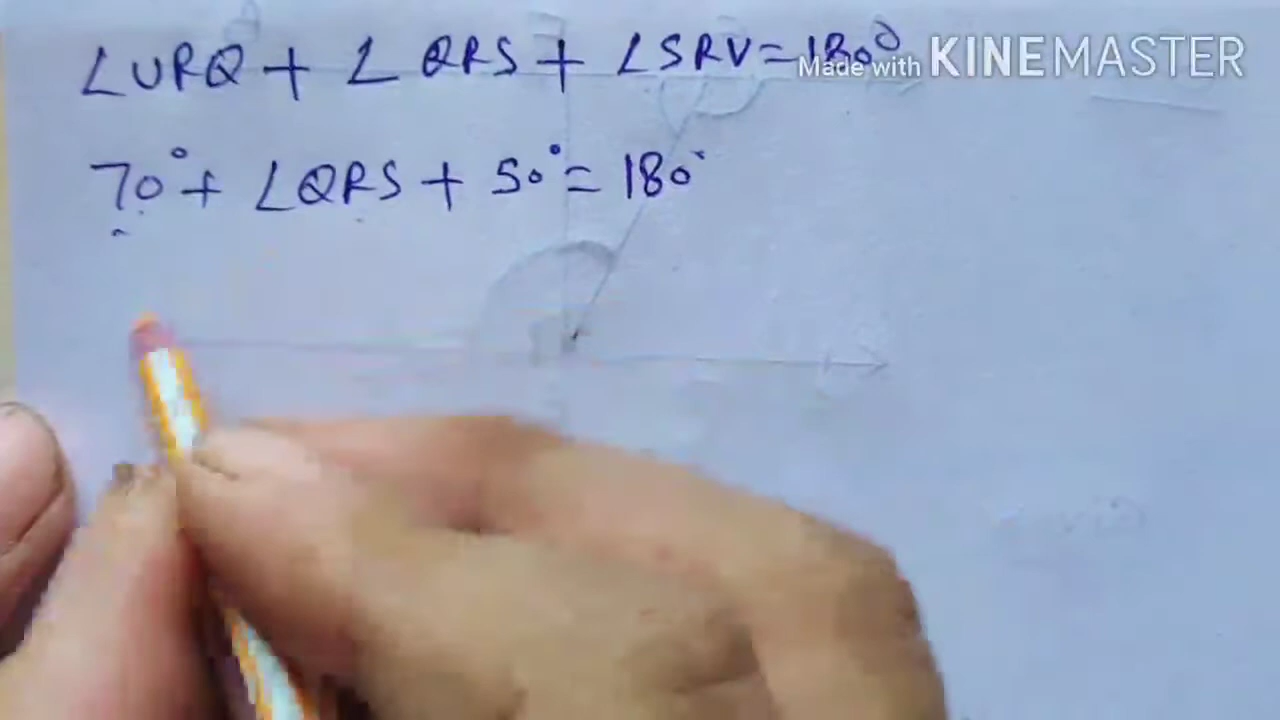 ∠URQ + ∠QRS + ∠SRV = 180°
Made with KINEMASTER
70° + ∠QRS + 50° = 180°